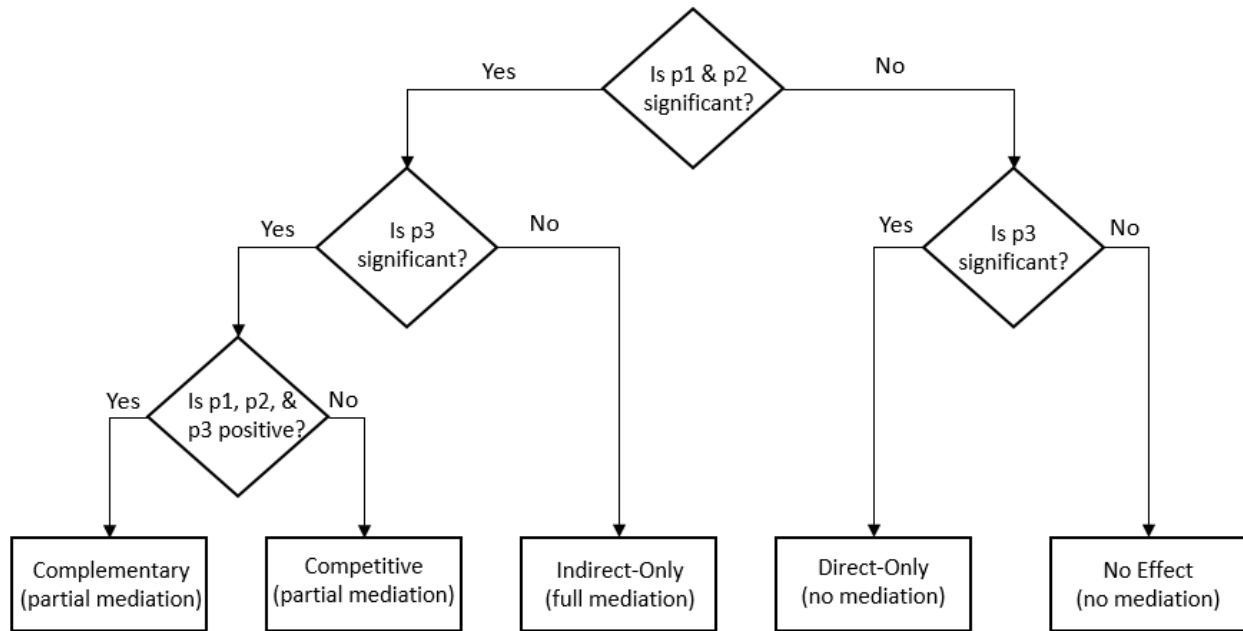 Yes
Is p1 & p2
significant?
No
Yes
Is p3
significant?
No
Yes
Is p3
significant?
No
Yes
Is p1, p2, &
p3 positive?
No
Complementary
(partial mediation)
Competitive
(partial mediation)
Indirect-Only
(full mediation)
Direct-Only
(no mediation)
No Effect
(no mediation)